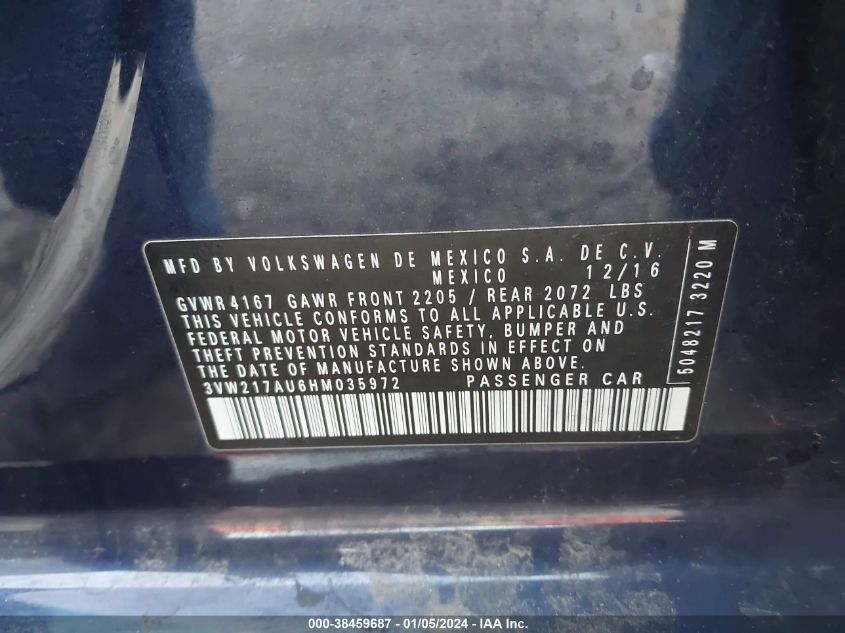 MFD BY VOLKSWAGEN DE MEXICO S.A. DE C.V.
MEXICO 12/16
GVWR 4167 GAWR FRONT 2205 / REAR 2072 LBS
THIS VEHICLE CONFORMS TO ALL APPLICABLE U.S.
FEDERAL MOTOR VEHICLE SAFETY, BUMPER AND
THEFT PREVENTION STANDARDS IN EFFECT ON
THE DATE OF MANUFACTURE SHOWN ABOVE.
3VW217AU6HM035972 PASSENGER CAR
5048217 3220 M
000-38459687 - 01/05/2024 - IAA Inc.